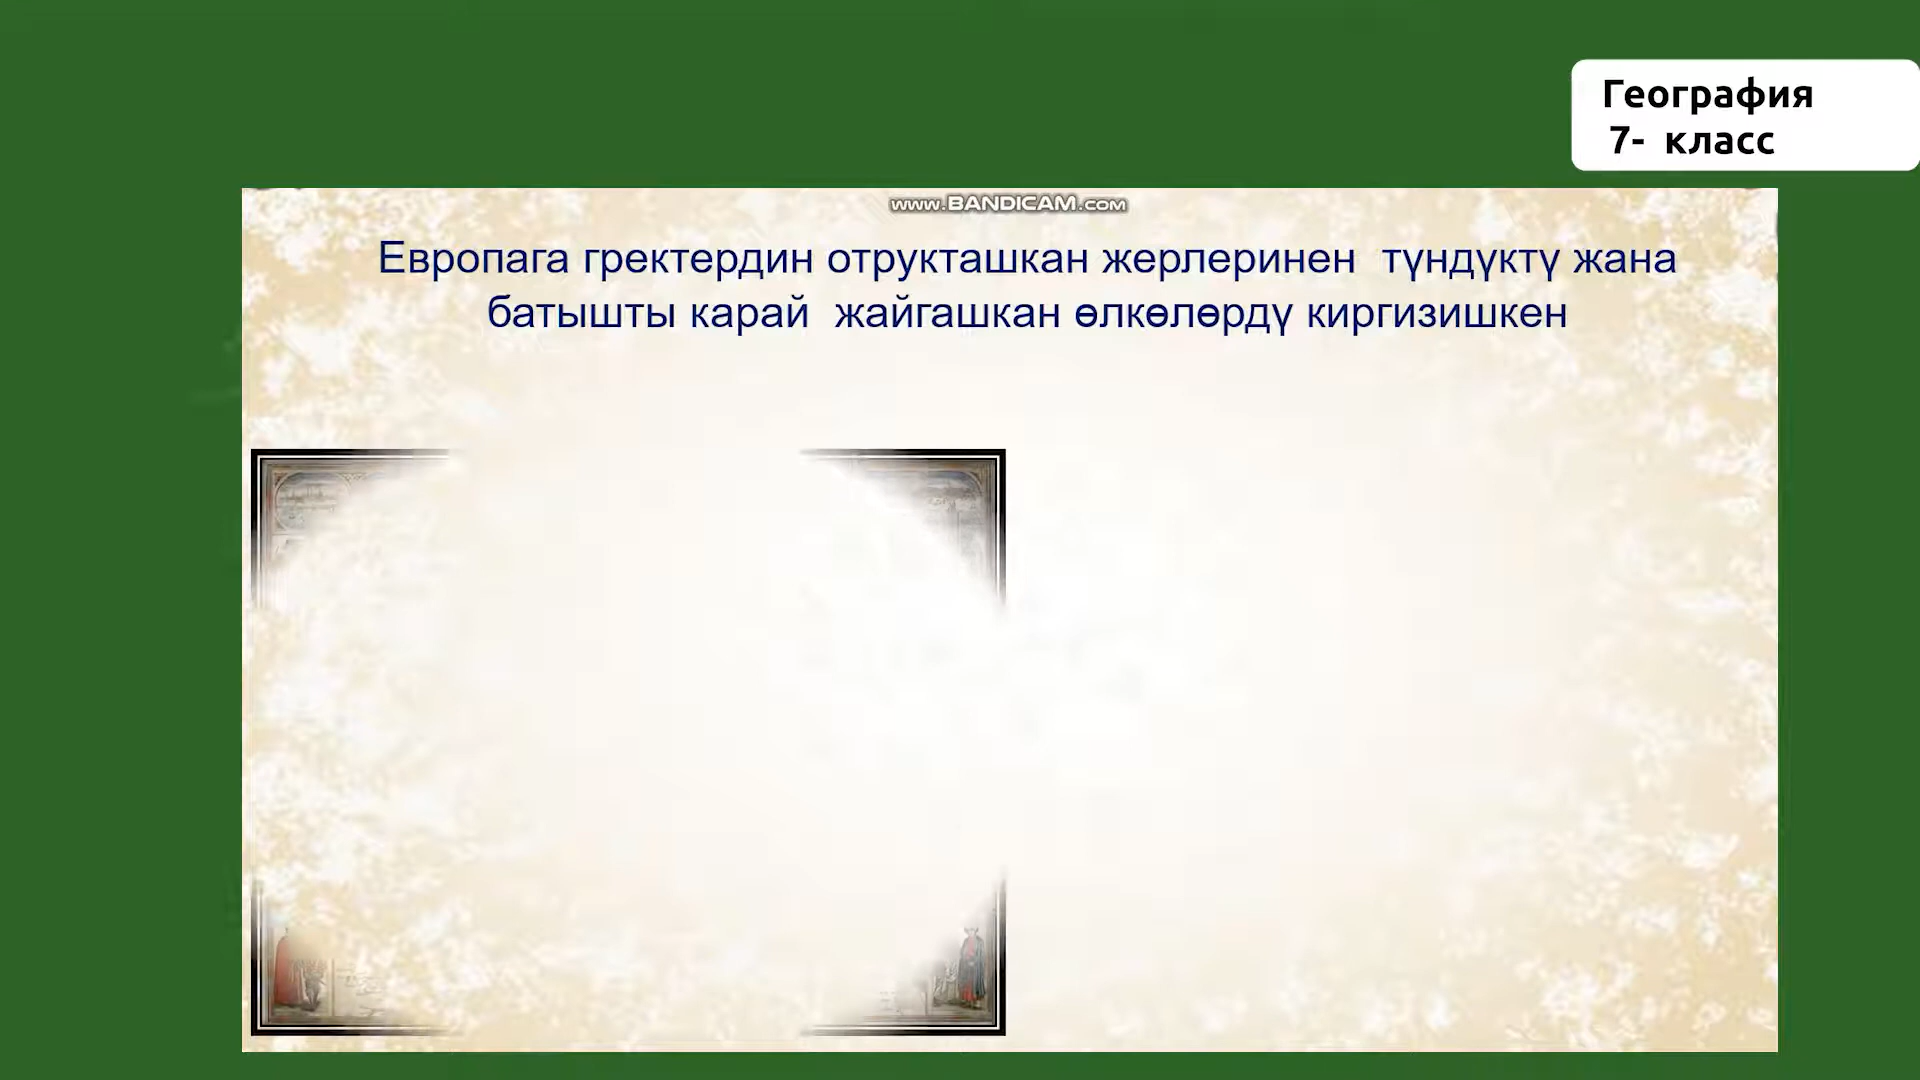 География
7- класс
www.BANDICAM.com
Европага гректердин отрукташкан жерлеринен түндүктү жана
батышты карай жайгашкан өлкөлөрдү киргизишкен